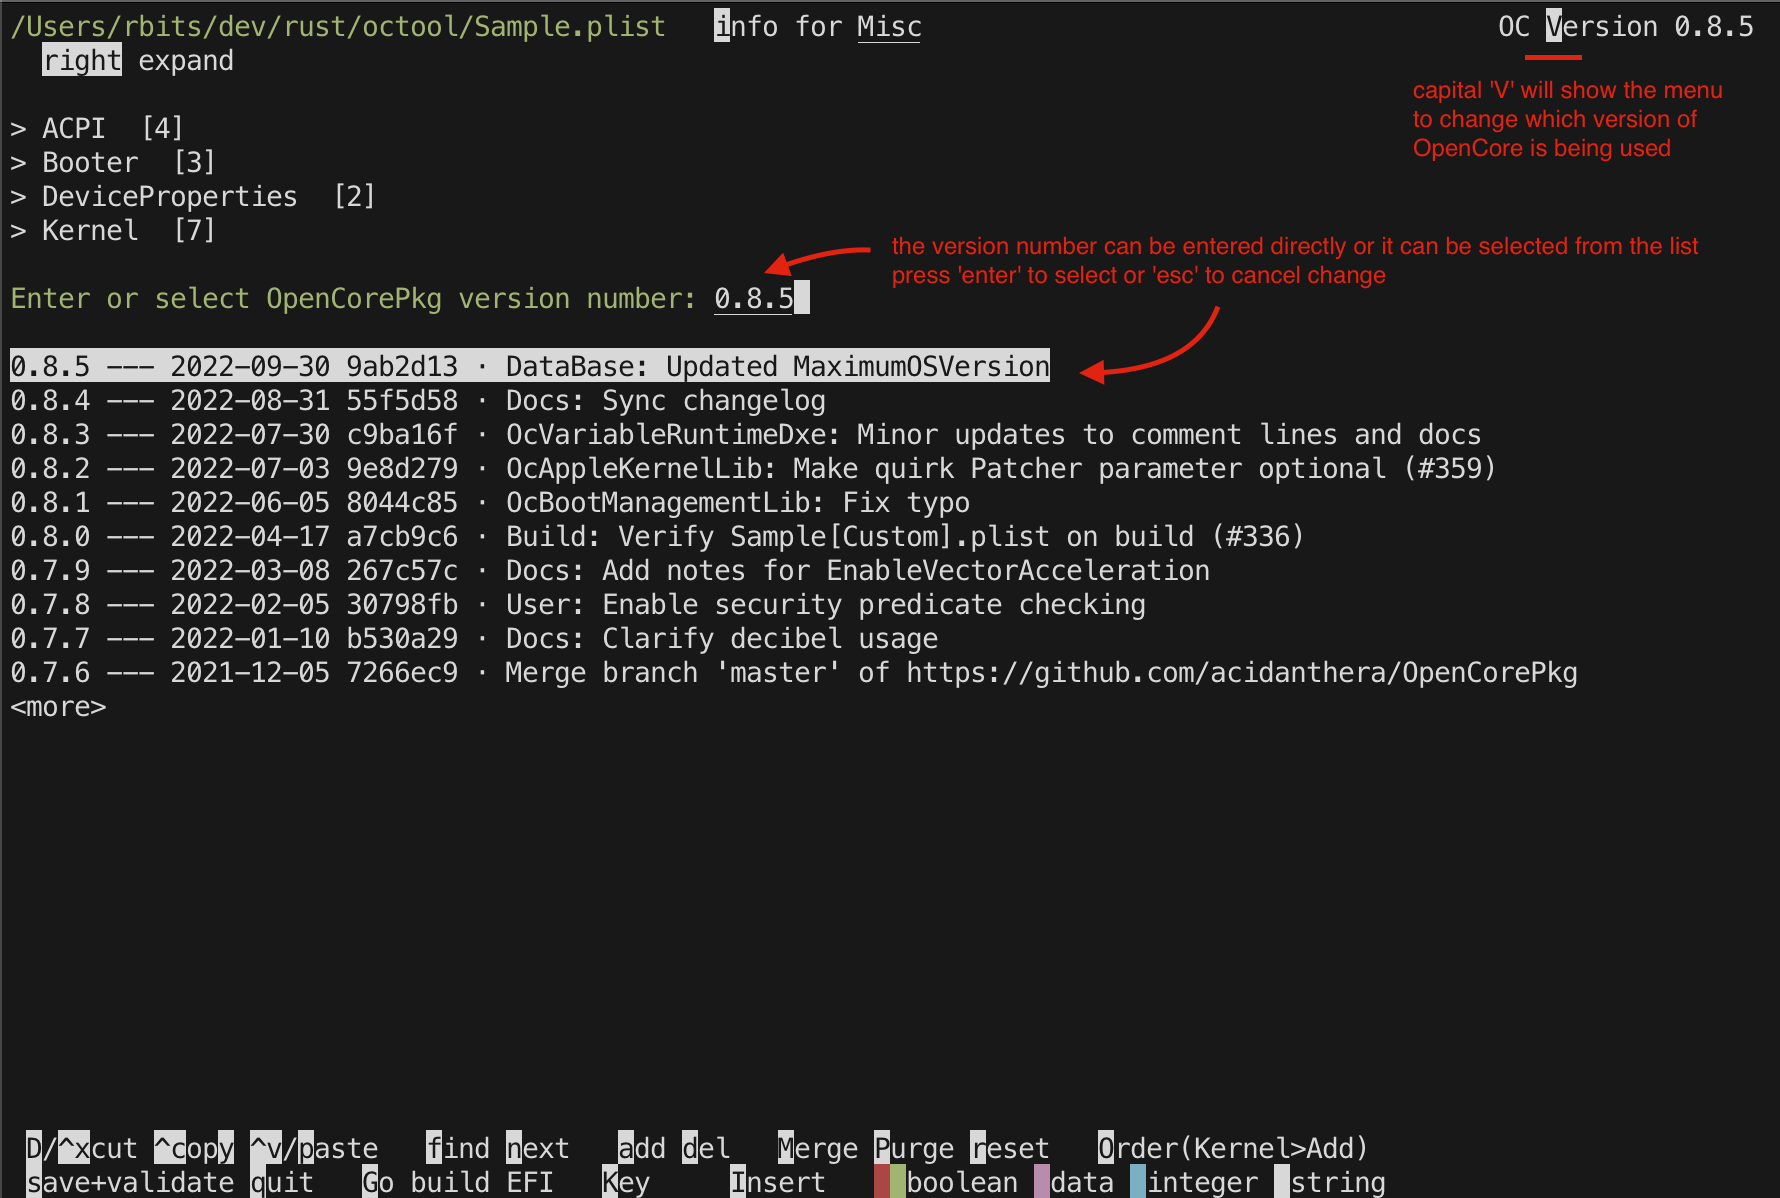 /Users/rbits/dev/rust/octool/Sample.plist   info for Misc   OC Version 0.8.5
right expand
capital 'V' will show the menu
to change which version of
OpenCore is being used
> ACPI  [4]
> Booter  [3]
> DeviceProperties  [2]
> Kernel  [7]
the version number can be entered directly or it can be selected from the list
press 'enter' to select or 'esc' to cancel change
Enter or select OpenCorePkg version number: 0.8.5
0.8.5 --- 2022-09-30 9ab2d13 · DataBase: Updated MaximumOSVersion
0.8.4 --- 2022-08-31 55f5d58 · Docs: Sync changelog
0.8.3 --- 2022-07-30 c9ba16f · OcVariableRuntimeDxe: Minor updates to comment lines and docs
0.8.2 --- 2022-07-03 9e8d279 · OcAppleKernelLib: Make quirk Patcher parameter optional (#359)
0.8.1 --- 2022-06-05 8044c85 · OcBootManagementLib: Fix typo
0.8.0 --- 2022-04-17 a7cb9c6 · Build: Verify Sample[Custom].plist on build (#336)
0.7.9 --- 2022-03-08 267c57c · Docs: Add notes for EnableVectorAcceleration
0.7.8 --- 2022-02-05 30798fb · User: Enable security predicate checking
0.7.7 --- 2022-01-10 b530a29 · Docs: Clarify decibel usage
0.7.6 --- 2021-12-05 7266ec9 · Merge branch 'master' of https://github.com/acidanthera/OpenCorePkg
<more>
D/^xcut ^copy ^v/paste   find next   add del   Merge Purge reset   Order(Kernel>Add)
save+validate quit   Go build EFI   Key     Insert   boolean data integer string